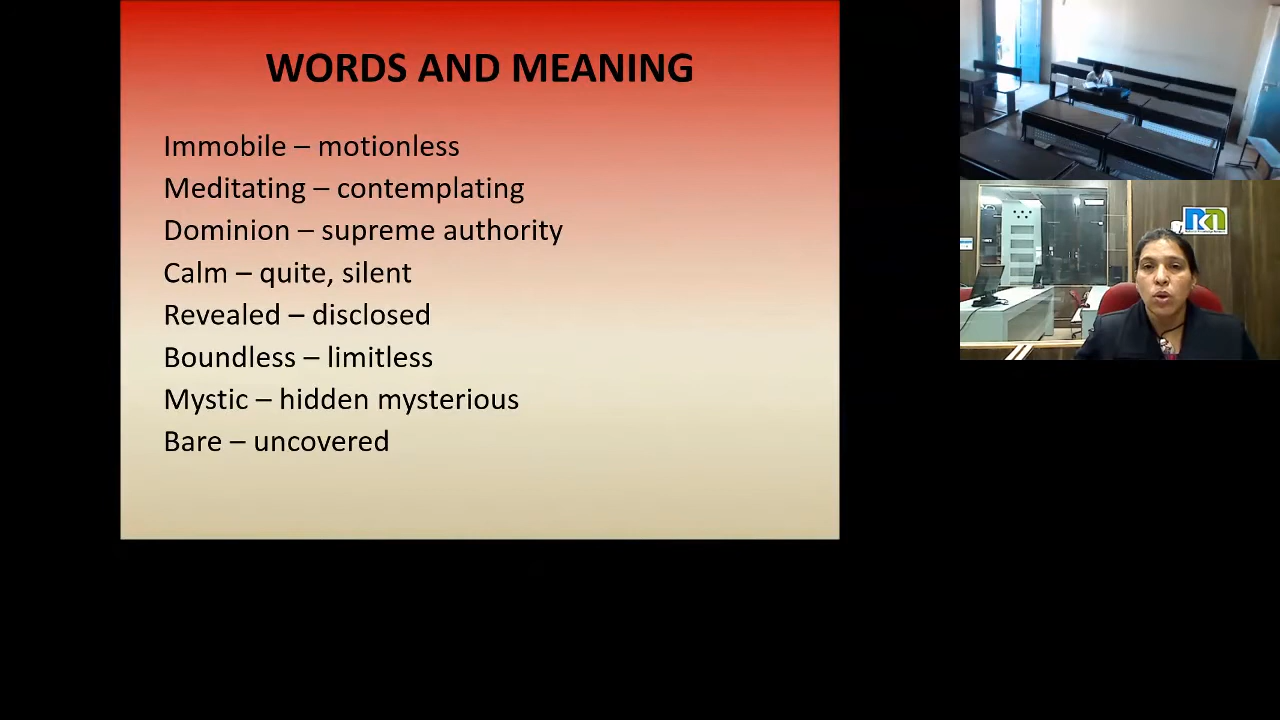 WORDS AND MEANING
Immobile – motionless
Meditating – contemplating
Dominion – supreme authority
Calm – quite, silent
Revealed – disclosed
Boundless – limitless
Mystic – hidden mysterious
Bare – uncovered